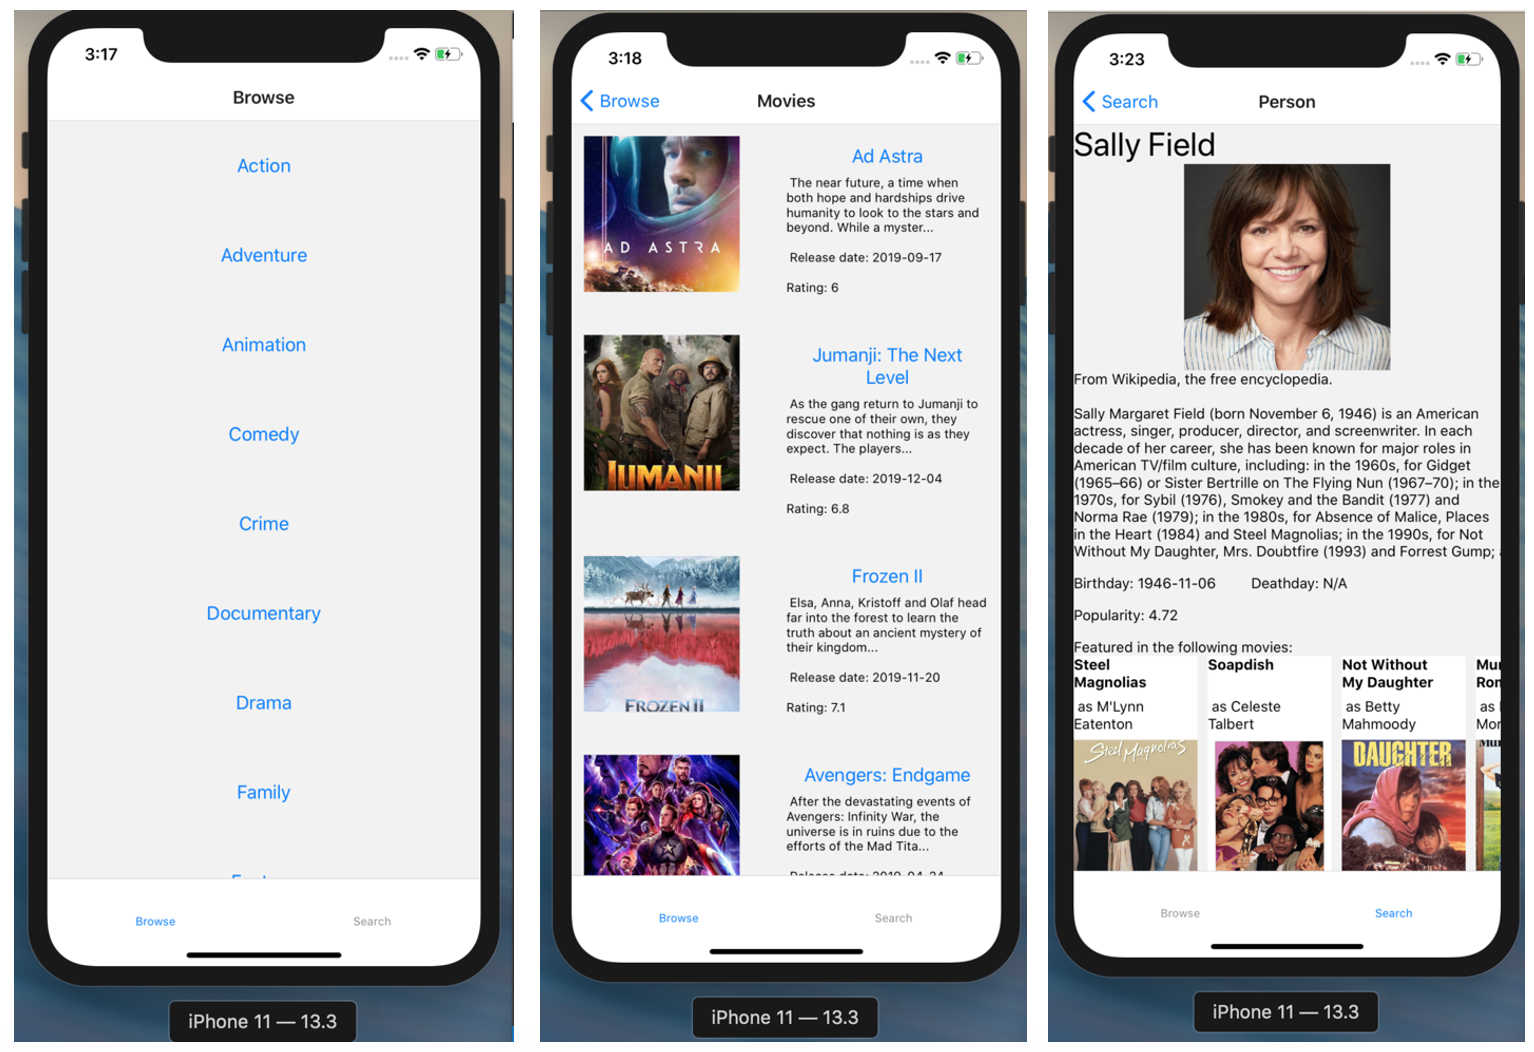 3:17
Browse
Action
Adventure
Animation
Comedy
Crime
Documentary
Drama
Family
Browse
Search
iPhone 11 — 13.3
3:18
Browse
Movies
AD ASTRA
Ad Astra
The near future, a time when
both hope and hardships drive
humanity to look to the stars and
beyond. While a myster...
Release date: 2019-09-17
Rating: 6
JUMANJI
Jumanji: The Next
Level
As the gang return to Jumanji to
rescue one of their own, they
discover that nothing is as they
expect. The players...
Release date: 2019-12-04
Rating: 6.8
FROZEN II
Frozen II
Elsa, Anna, Kristoff and Olaf head
far into the forest to learn the
truth about an ancient mystery of
their kingdom...
Release date: 2019-11-20
Rating: 7.1
Avengers: Endgame
After the devastating events of
Avengers: Infinity War, the
universe is in ruins due to the
efforts of the Mad Tita...
Release date: 2019-04-24
Browse
Search
iPhone 11 — 13.3
3:23
Search
Person
Sally Field
From Wikipedia, the free encyclopedia.
Sally Margaret Field (born November 6, 1946) is an American
actress, singer, producer, director, and screenwriter. In each
decade of her career, she has been known for major roles in
American TV/film culture, including: in the 1960s, for Gidget
(1965–66) or Sister Bertrille on The Flying Nun (1967–70); in the
1970s, for Sybil (1976), Smokey and the Bandit (1977) and
Norma Rae (1979); in the 1980s, for Absence of Malice, Places
in the Heart (1984) and Steel Magnolias; in the 1990s, for Not
Without My Daughter, Mrs. Doubtfire (1993) and Forrest Gump;
Birthday: 1946-11-06 Deathday: N/A
Popularity: 4.72
Featured in the following movies:
Steel
Magnolias
as M'Lynn
Eatenton
Steel Magnolias
Soapdish
as Celeste
Talbert
Not Without
My Daughter
as Betty
Mahmoody
DAUGHTER
as
Browse
Search
iPhone 11 — 13.3